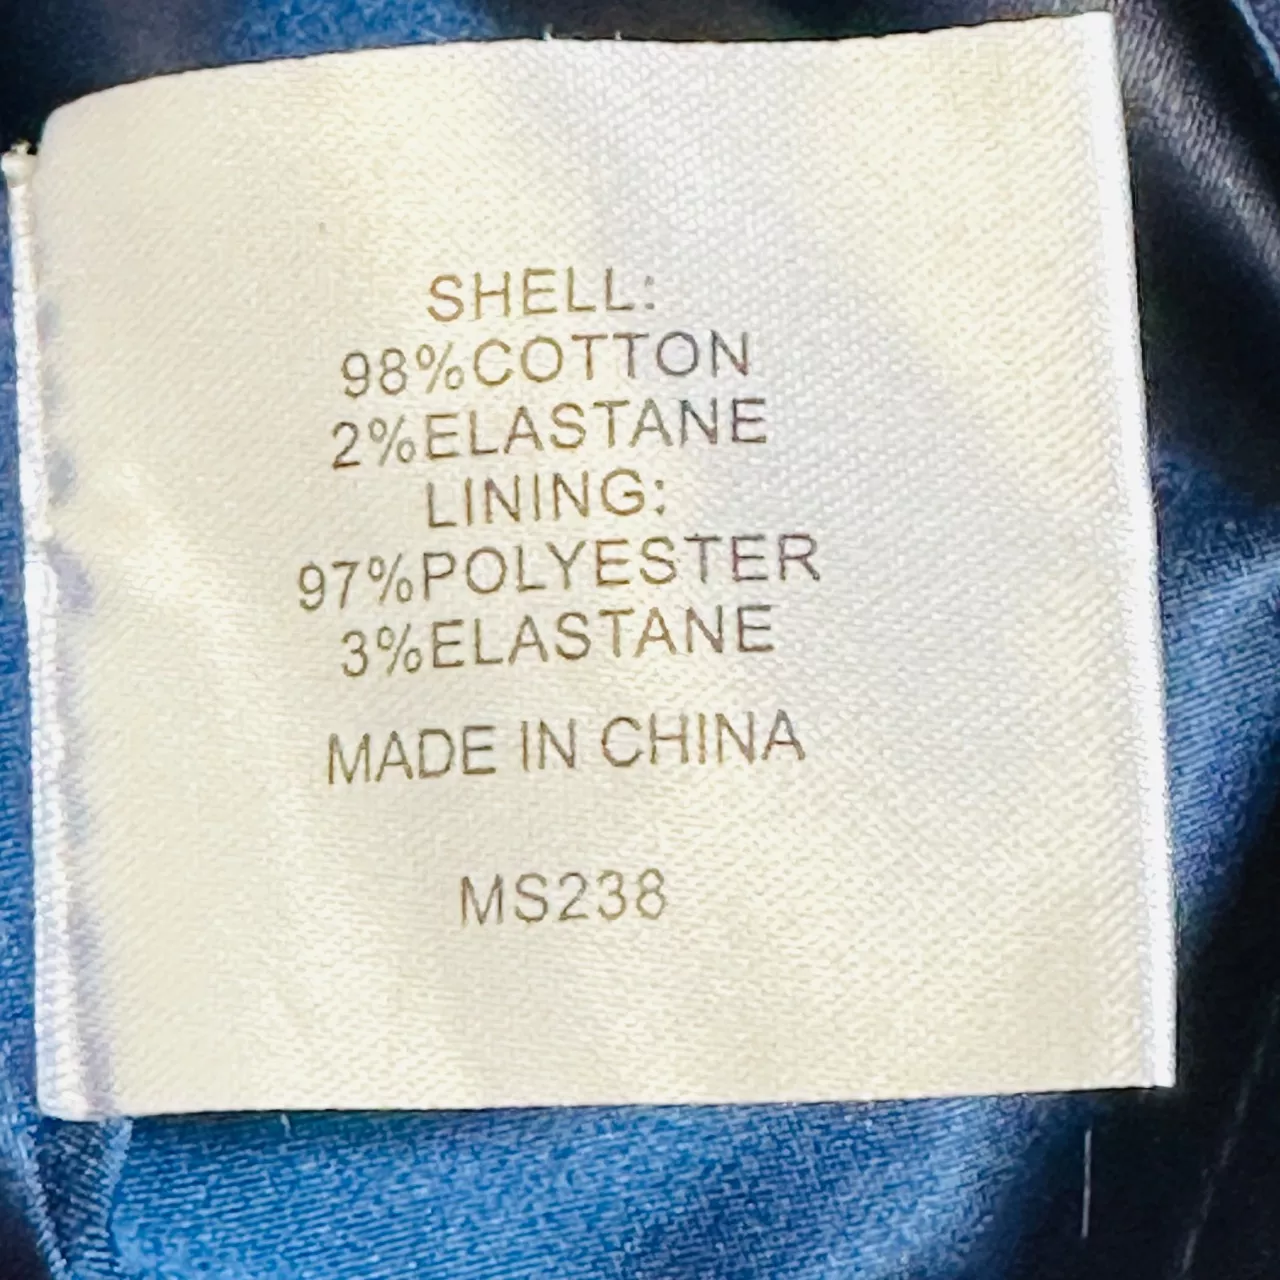 SHELL:
98%COTTON
2%ELASTANE
LINING:
97%POLYESTER
3%ELASTANE
MADE IN CHINA
MS238